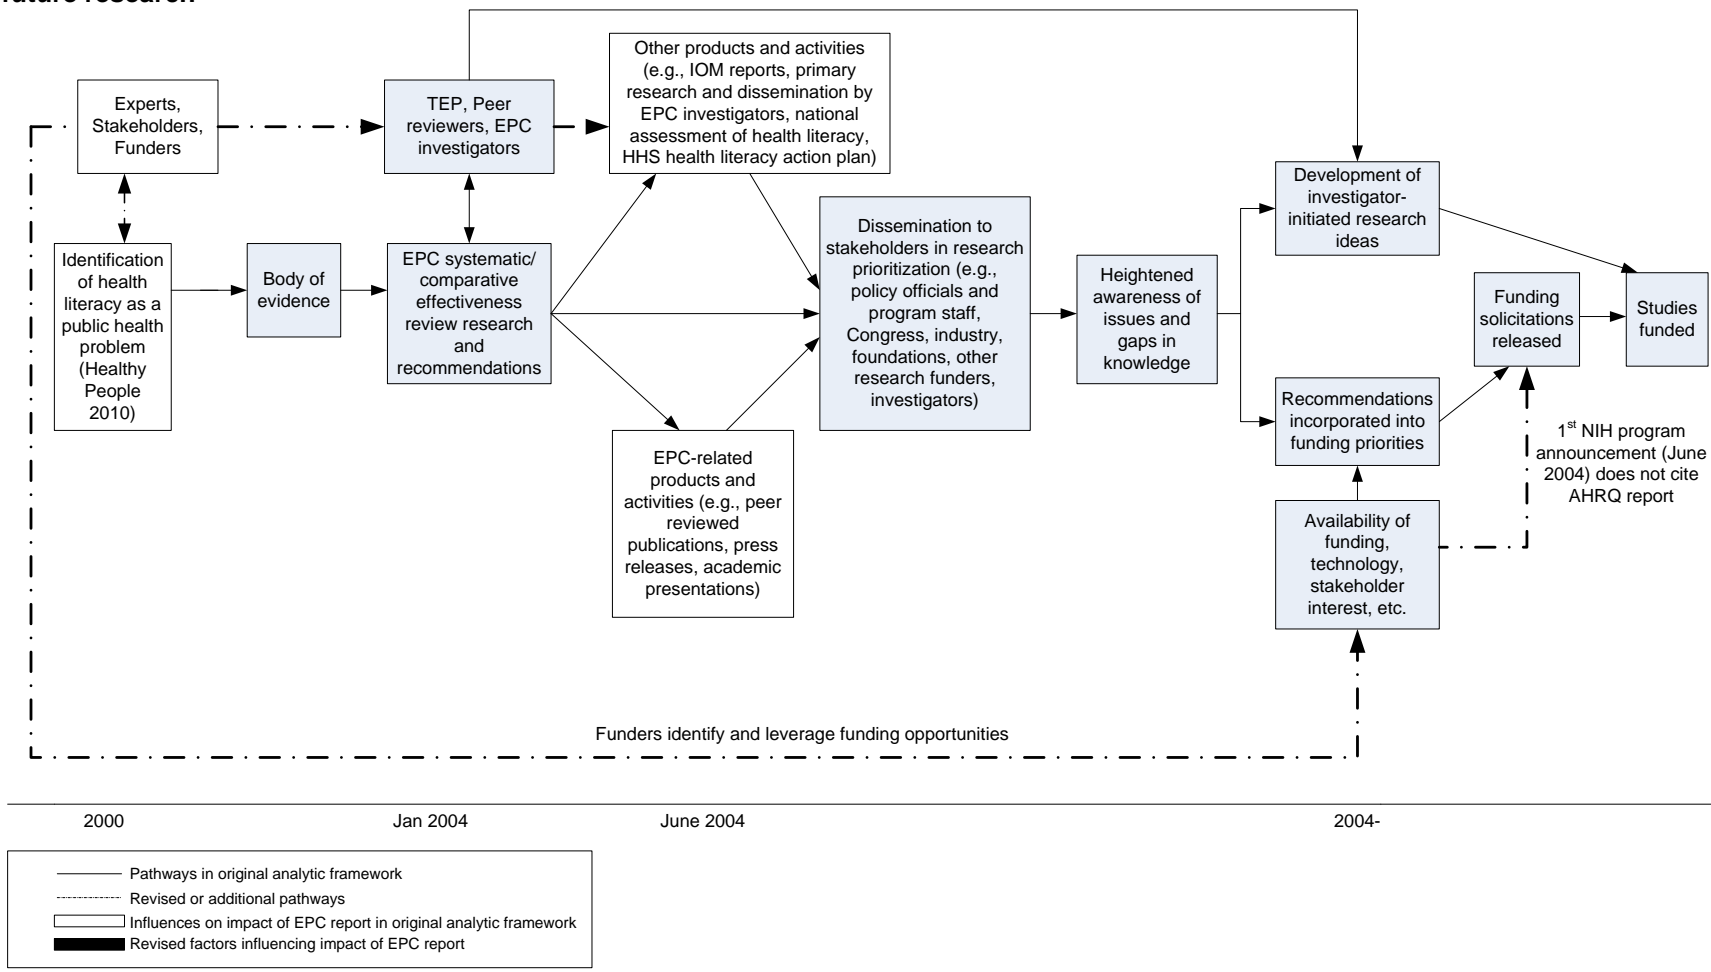 future research
Experts,
Stakeholders,
Funders
TEP, Peer
reviewers, EPC
investigators
Other products and activities
(e.g., IOM reports, primary
research and dissemination by
EPC investigators, national
assessment of health literacy,
HHS health literacy action plan)
Identification
of health
literacy as a
public health
problem
(Healthy
People
2010)
Body of
evidence
EPC systematic/
comparative
effectiveness
review research
and
recommendations
Dissemination to
stakeholders in research
prioritization (e.g.,
policy officials and
program staff,
Congress, industry,
foundations, other
research funders,
investigators)
EPC-related
products and
activities (e.g., peer
reviewed
publications, press
releases, academic
presentations)
Heightened
awareness of
issues and
gaps in
knowledge
Development of
investigator-
initiated research
ideas
Recommendations
incorporated into
funding priorities
Availability of
funding,
technology,
stakeholder
interest, etc.
Funding
solicitations
released
Studies
funded
1st NIH program
announcement (June
2004) does not cite
AHRQ report
Funders identify and leverage funding opportunities
2000
Jan 2004
June 2004
2004-
Pathways in original analytic framework
Revised or additional pathways
Influences on impact of EPC report in original analytic framework
Revised factors influencing impact of EPC report